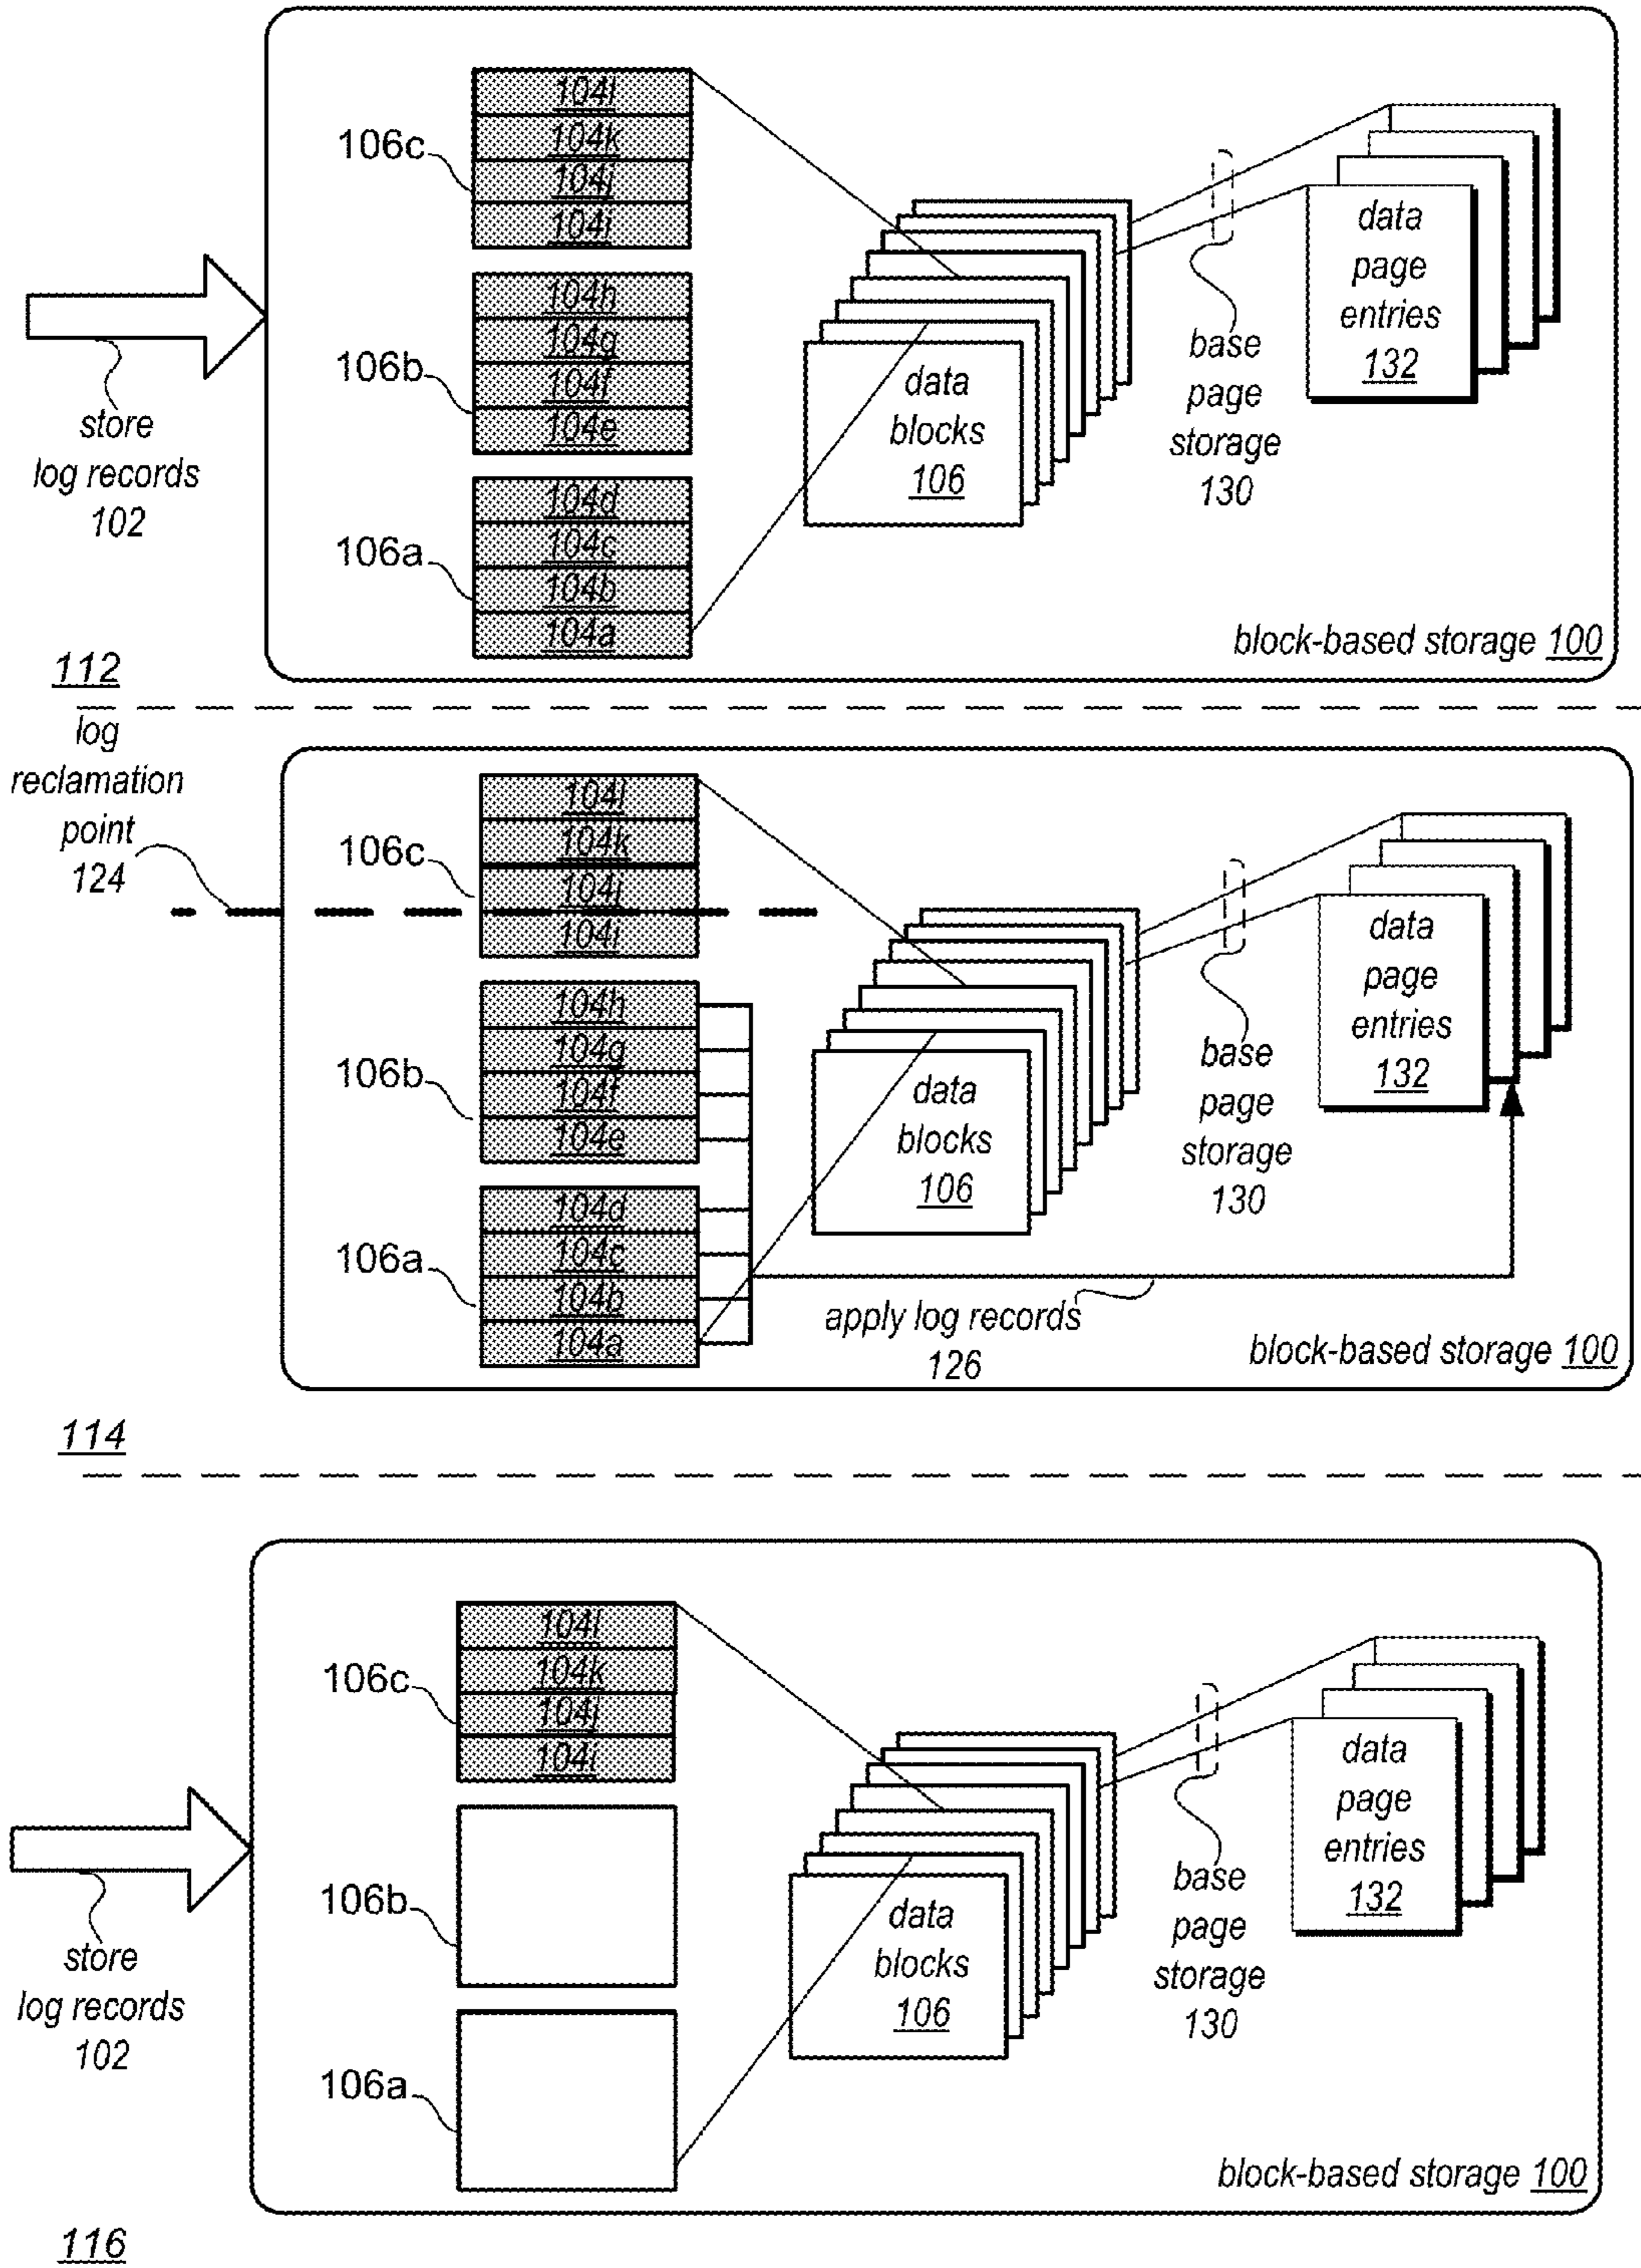 104l
104k
106c
104j
104i
104h
104g
106b
104f
104e
104d
104c
106a
104b
104a
store
log records
102
data
blocks
106
base
page
storage
130
data
page
entries
132
block-based storage 100
112
log
reclamation
point
124
104l
104k
106c
104j
104i
104h
104g
106b
104f
104e
104d
104c
106a
104b
104a
data
blocks
106
base
page
storage
130
data
page
entries
132
apply log records
126
block-based storage 100
114
104l
104k
106c
104j
104i
106b
106a
store
log records
102
data
blocks
106
base
page
storage
130
data
page
entries
132
block-based storage 100
116